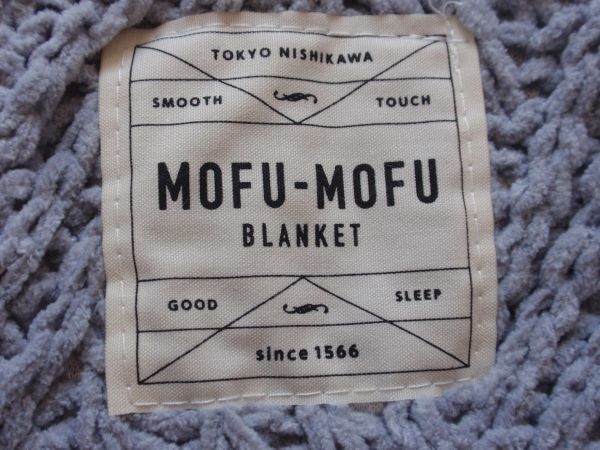 TOKYO NISHIKAWA
SMOOTH TOUCH
MOFU-MOFU
BLANKET
GOOD SLEEP
since 1566